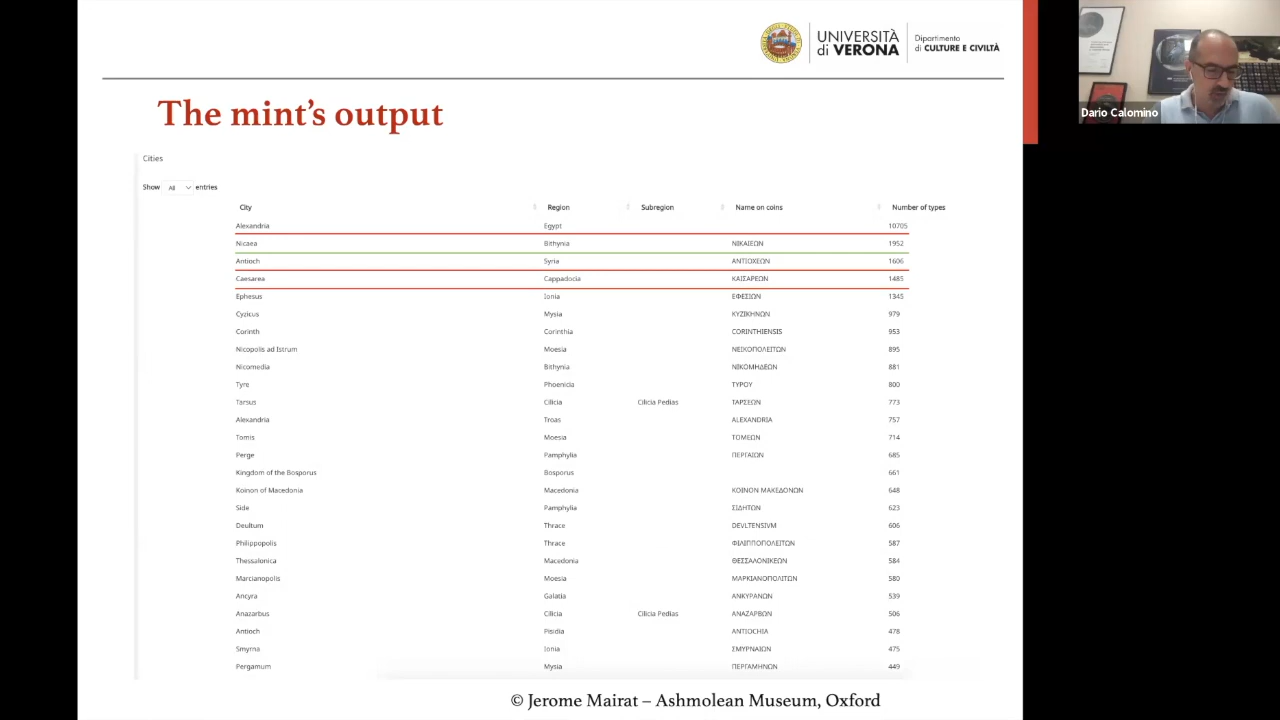 UNIVERSITÀ
di VERONA
Dipartimento
di CULTURE E CIVILTÀ
Dario Calomino
The mint's output
Cities
Show All entries
City Region Subregion Name on coins Number of types
Alexandria Egypt 10705
Nicaea Bithynia ΝΙΚΑΙΕΩΝ 1952
Antioch Syria ΑΝΤΙΟΧΕΩΝ 1606
Caesarea Cappadocia ΚΑΙΣΑΡΕΩΝ 1485
Ephesus Ionia ΕΦΕΣΙΩΝ 1345
Cyzicus Mysia ΚΥΖΙΚΗΝΩΝ 979
Corinth Corinthia CORINTHIENSIS 953
Nicopolis ad Istrum Moesia ΝΕΙΚΟΠΟΛΕΙΤΩΝ 895
Nicomedia Bithynia ΝΙΚΟΜΗΔΕΩΝ 881
Tyre Phoenicia ΤΥΡΟΥ 800
Tarsus Cilicia Cilicia Pedias ΤΑΡΣΕΩΝ 773
Alexandria Troas ALEXANDRIA 757
Tomis Moesia ΤΟΜΕΩΝ 714
Perge Pamphylia ΠΕΡΓΑΙΩΝ 685
Kingdom of the Bosporus Bosporus 661
Koinon of Macedonia Macedonia ΚΟΙΝΟΝ ΜΑΚΕΔΟΝΩΝ 648
Side Pamphylia ΣΙΔΗΤΩΝ 623
Deultum Thrace DEVLTENSIVM 606
Philippopolis Thrace ΦΙΛΙΠΠΟΠΟΛΕΙΤΩΝ 587
Thessalonica Macedonia ΘΕΣΣΑΛΟΝΙΚΕΩΝ 584
Marcianopolis Moesia ΜΑΡΚΙΑΝΟΠΟΛΙΤΩΝ 580
Ancyra Galatia ΑΝΚΥΡΑΝΩΝ 539
Anazarbus Cilicia Cilicia Pedias ΑΝΑΖΑΡΒΩΝ 506
Antioch Pisidia ANTIOCHIA 478
Smyrna Ionia ΣΜΥΡΝΑΙΩΝ 475
Pergamum Mysia ΠΕΡΓΑΜΗΝΩΝ 449
© Jerome Mairat – Ashmolean Museum, Oxford